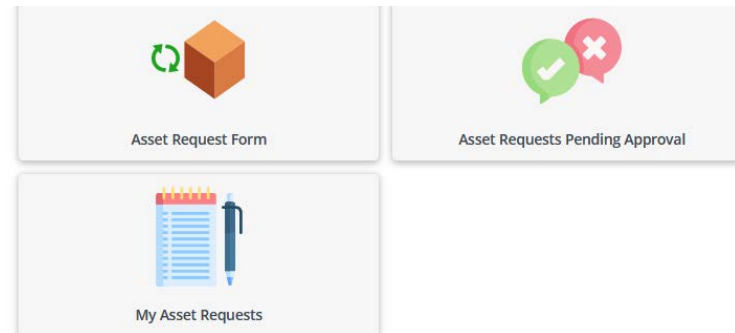 Asset Request Form
Asset Requests Pending Approval
My Asset Requests